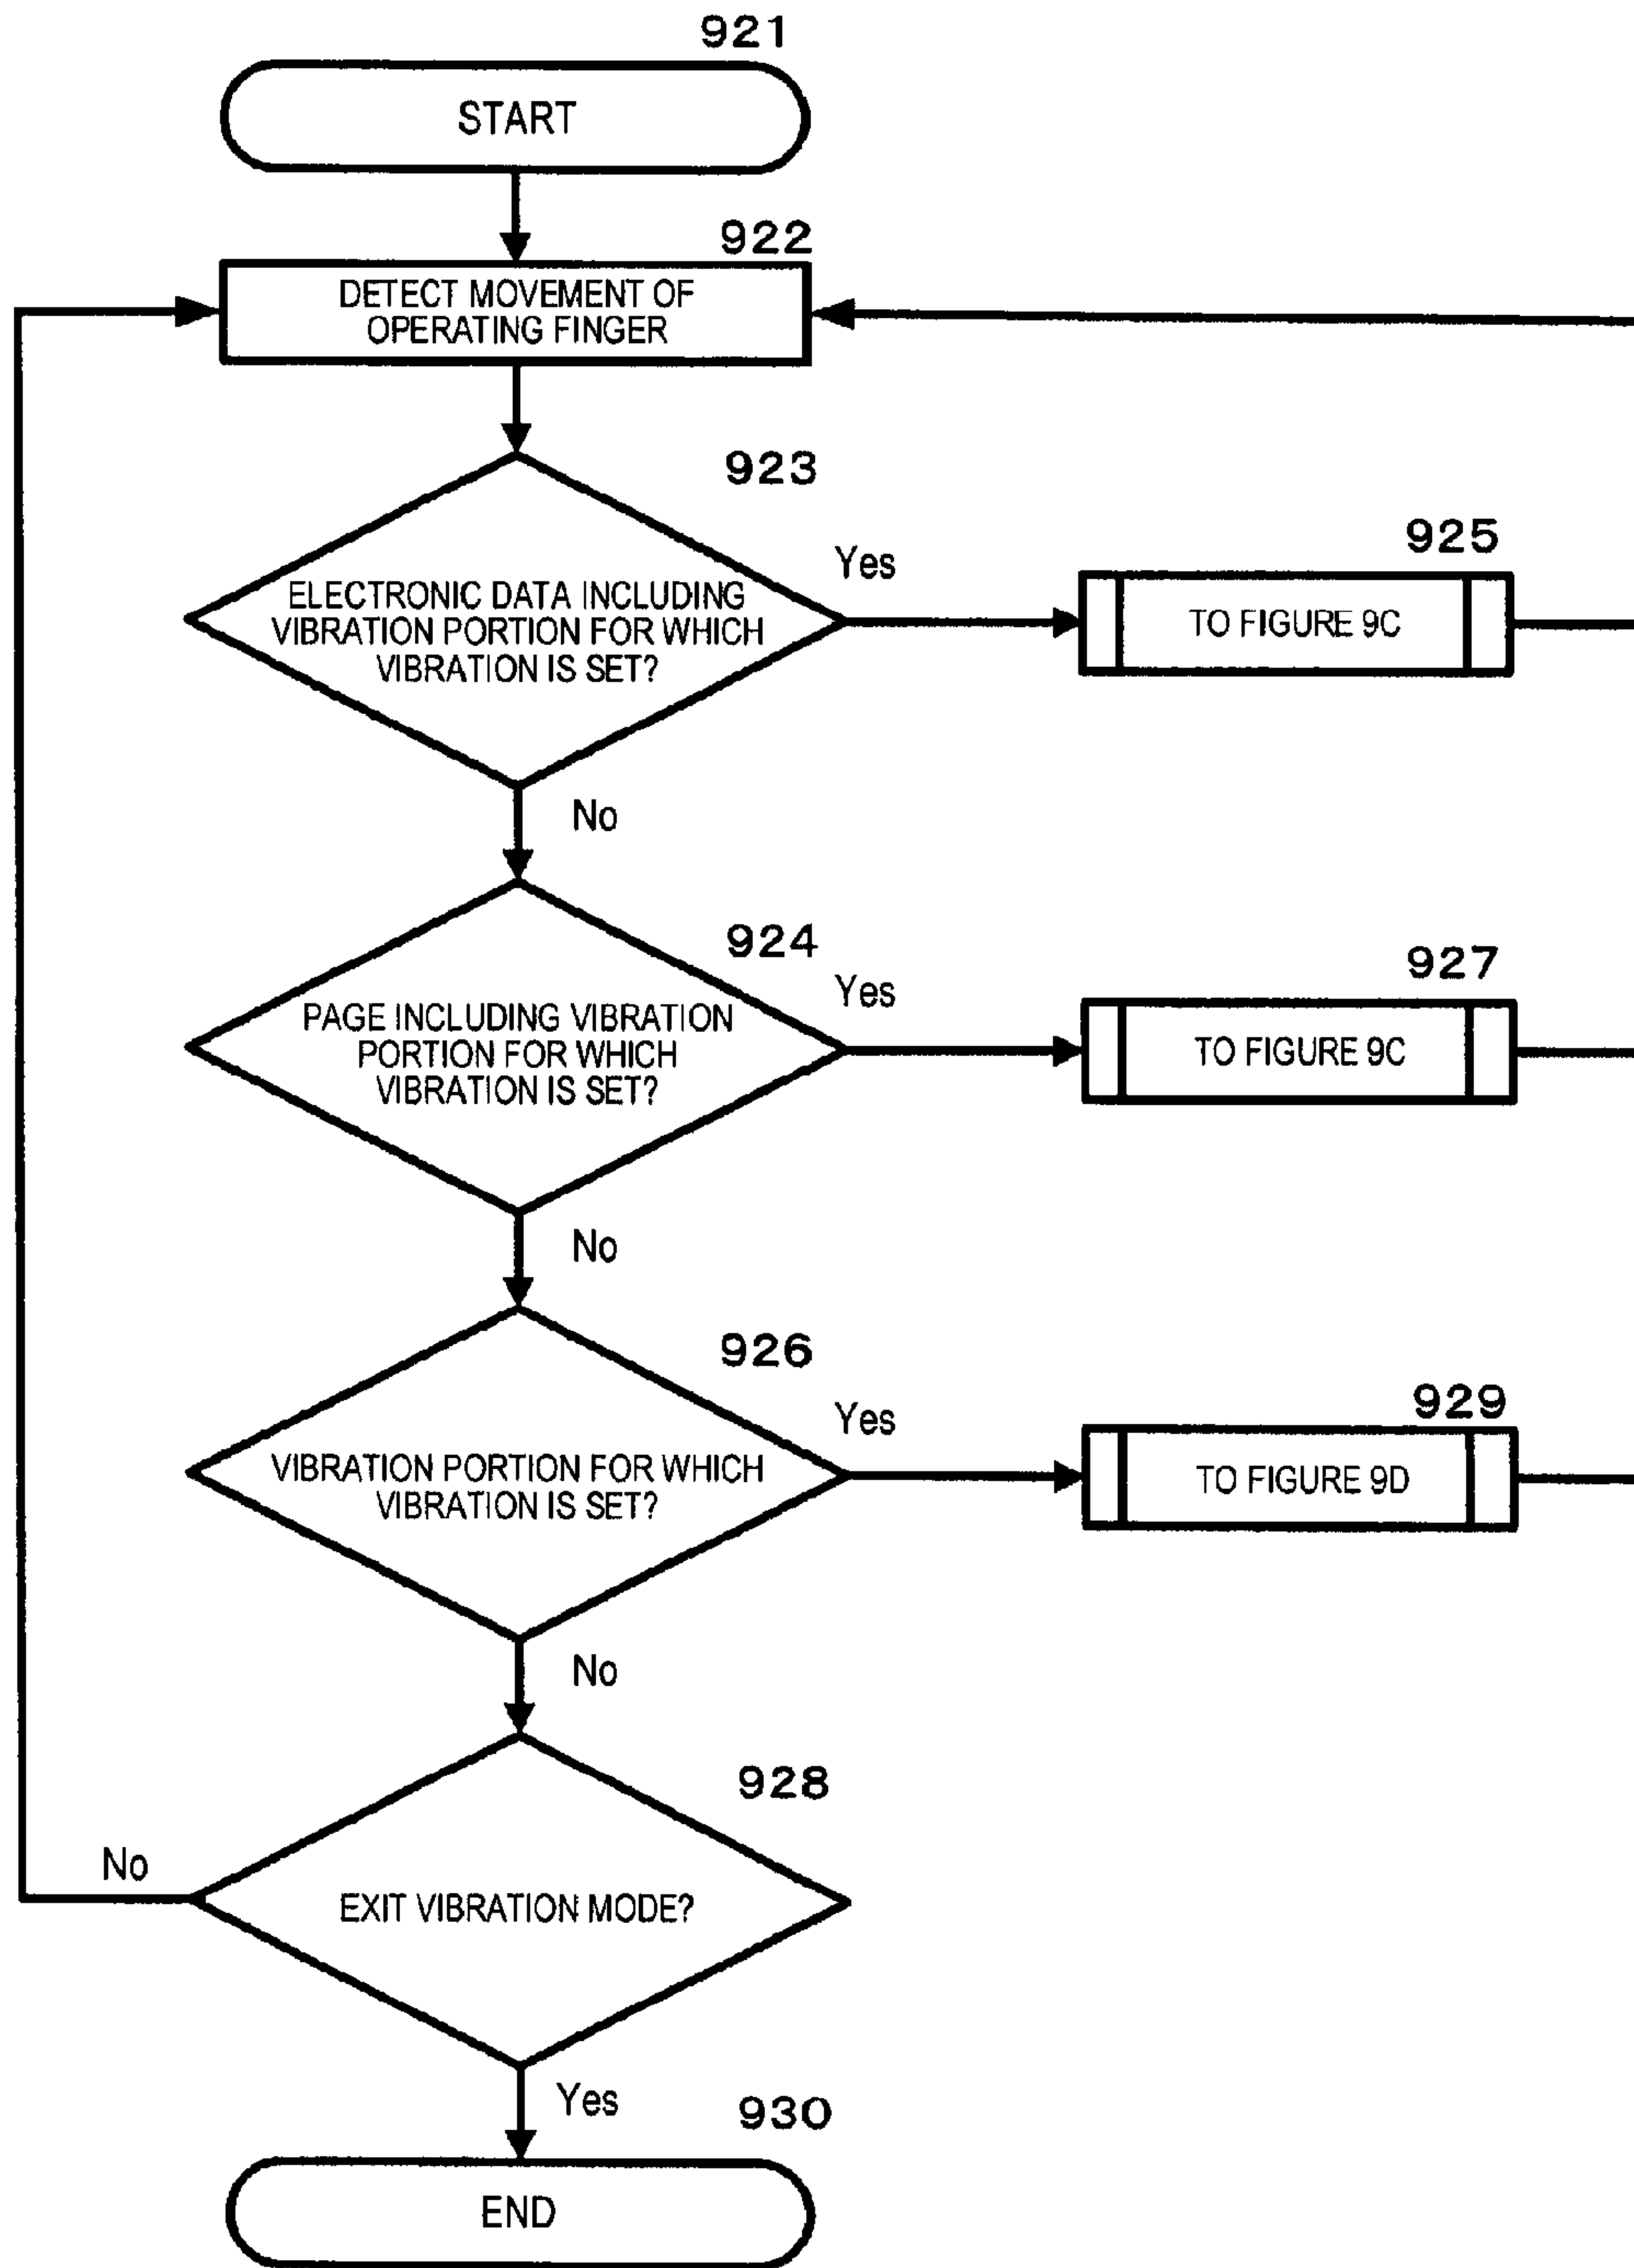 921
START
922
DETECT MOVEMENT OF
OPERATING FINGER
923
ELECTRONIC DATA INCLUDING
VIBRATION PORTION FOR WHICH
VIBRATION IS SET?
Yes
925
TO FIGURE 9C
No
924
PAGE INCLUDING VIBRATION
PORTION FOR WHICH
VIBRATION IS SET?
Yes
927
TO FIGURE 9C
No
926
VIBRATION PORTION FOR WHICH
VIBRATION IS SET?
Yes
929
TO FIGURE 9D
No
928
No
EXIT VIBRATION MODE?
Yes
930
END